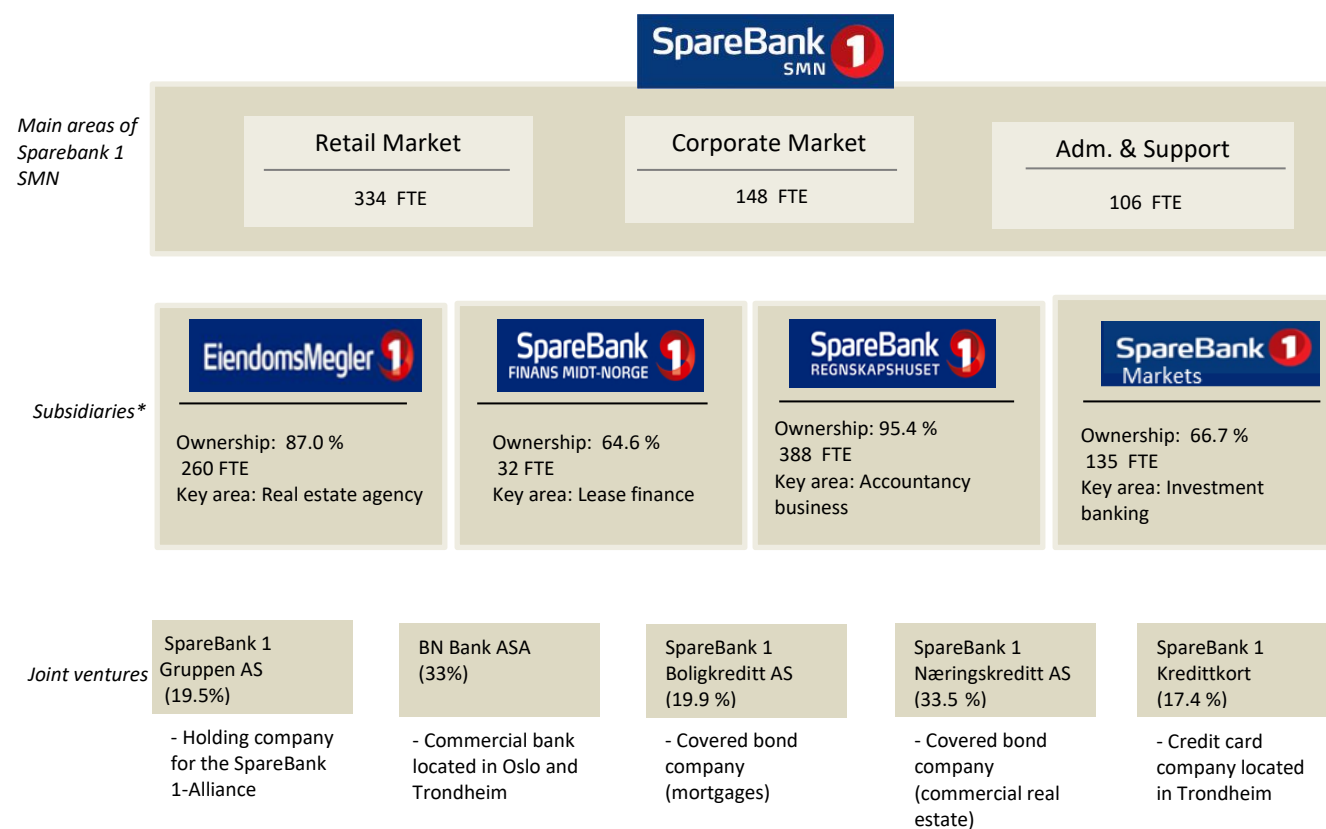 SpareBank 1
SMN
Main areas of
Sparebank 1
SMN
Retail Market
334 FTE
Corporate Market
148 FTE
Adm. & Support
106 FTE
Subsidiaries*
EiendomsMegler 1
Ownership: 87.0 %
260 FTE
Key area: Real estate agency
SpareBank 1
FINANS MIDT-NORGE
Ownership: 64.6 %
32 FTE
Key area: Lease finance
SpareBank 1
REGNSKAPSHUSET
Ownership: 95.4 %
388 FTE
Key area: Accountancy
business
SpareBank 1
Markets
Ownership: 66.7 %
135 FTE
Key area: Investment
banking
Joint ventures
SpareBank 1
Gruppen AS
(19.5%)
- Holding company
for the SpareBank
1-Alliance
BN Bank ASA
(33%)
- Commercial bank
located in Oslo and
Trondheim
SpareBank 1
Boligkreditt AS
(19.9 %)
- Covered bond
company
(mortgages)
SpareBank 1
Næringskreditt AS
(33.5 %)
- Covered bond
company
(commercial real
estate)
SpareBank 1
Kredittkort
(17.4 %)
- Credit card
company located
in Trondheim